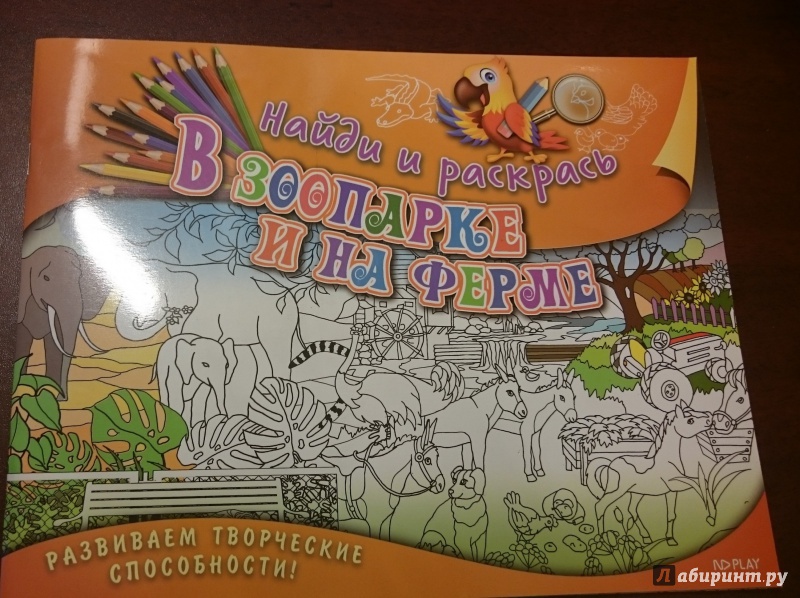 Найди и раскрась
В ЗООПАРКЕ
И НА ФЕРМЕ
РАЗВИВАЕМ ТВОРЧЕСКИЕ
СПОСОБНОСТИ!
ND PLAY
Лабиринт.ру